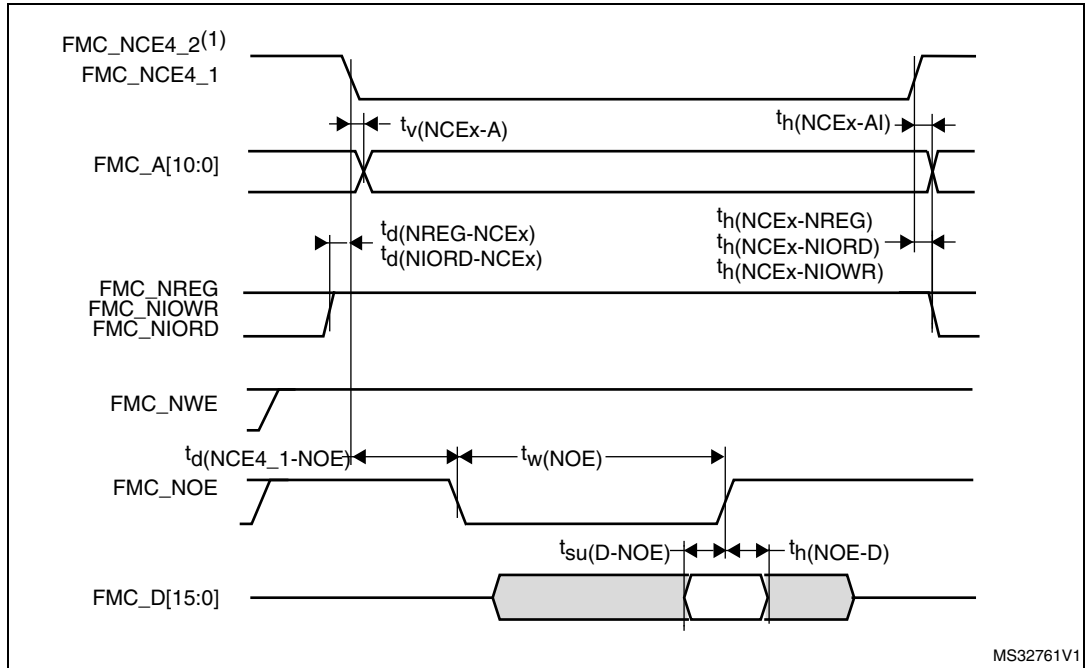 FMC_NCE4_2(1)
FMC_NCE4_1
tv(NCEx-A)
th(NCEx-AI)
FMC_A[10:0]
td(NREG-NCEx)
td(NIORD-NCEx)
th(NCEx-NREG)
th(NCEx-NIORD)
th(NCEx-NIOWR)
FMC_NREG
FMC_NIOWR
FMC_NIORD
FMC_NWE
td(NCE4_1-NOE)
tw(NOE)
FMC_NOE
tsu(D-NOE)
th(NOE-D)
FMC_D[15:0]
MS32761V1